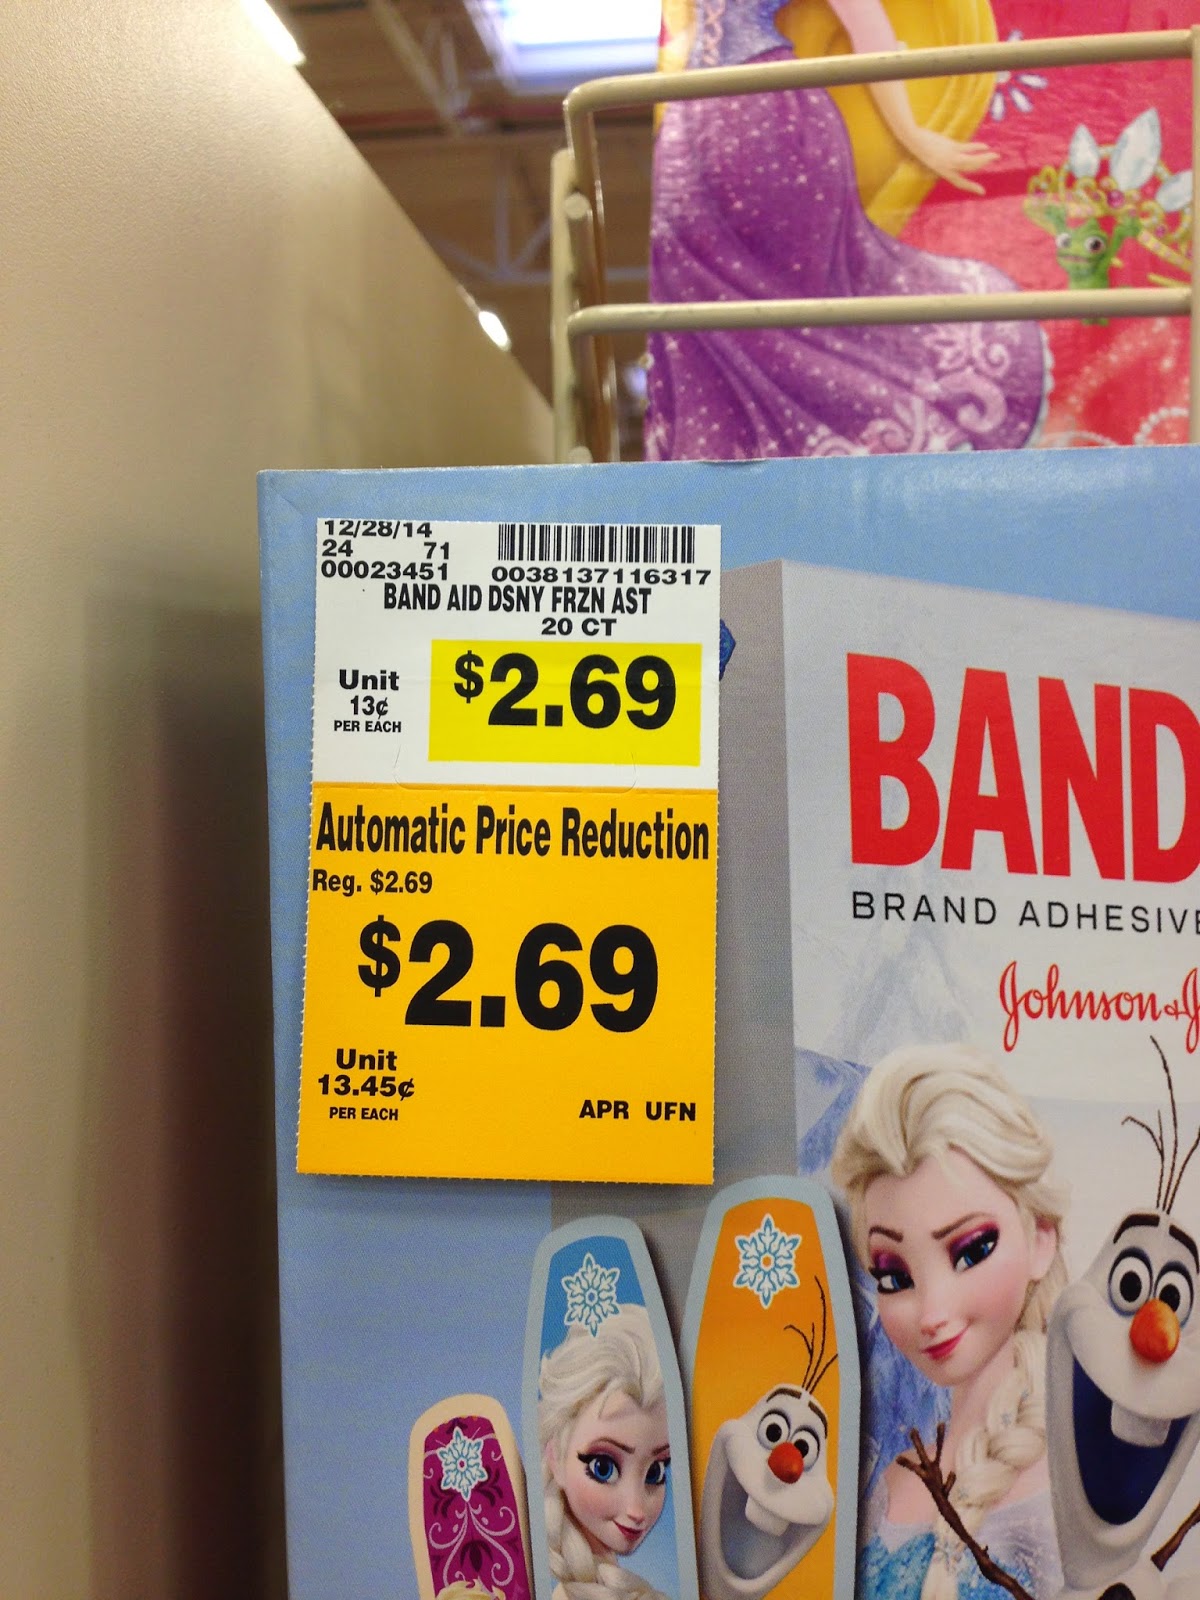 12/28/14
24 71
00023451 0038137116317
BAND AID DSNY FRZN AST
20 CT
Unit
13¢
PER EACH
$2.69
Automatic Price Reduction
Reg. $2.69
$2.69
Unit
13.45¢
PER EACH
APR UFN
BAND
BRAND ADHESIVE
Johnson+J